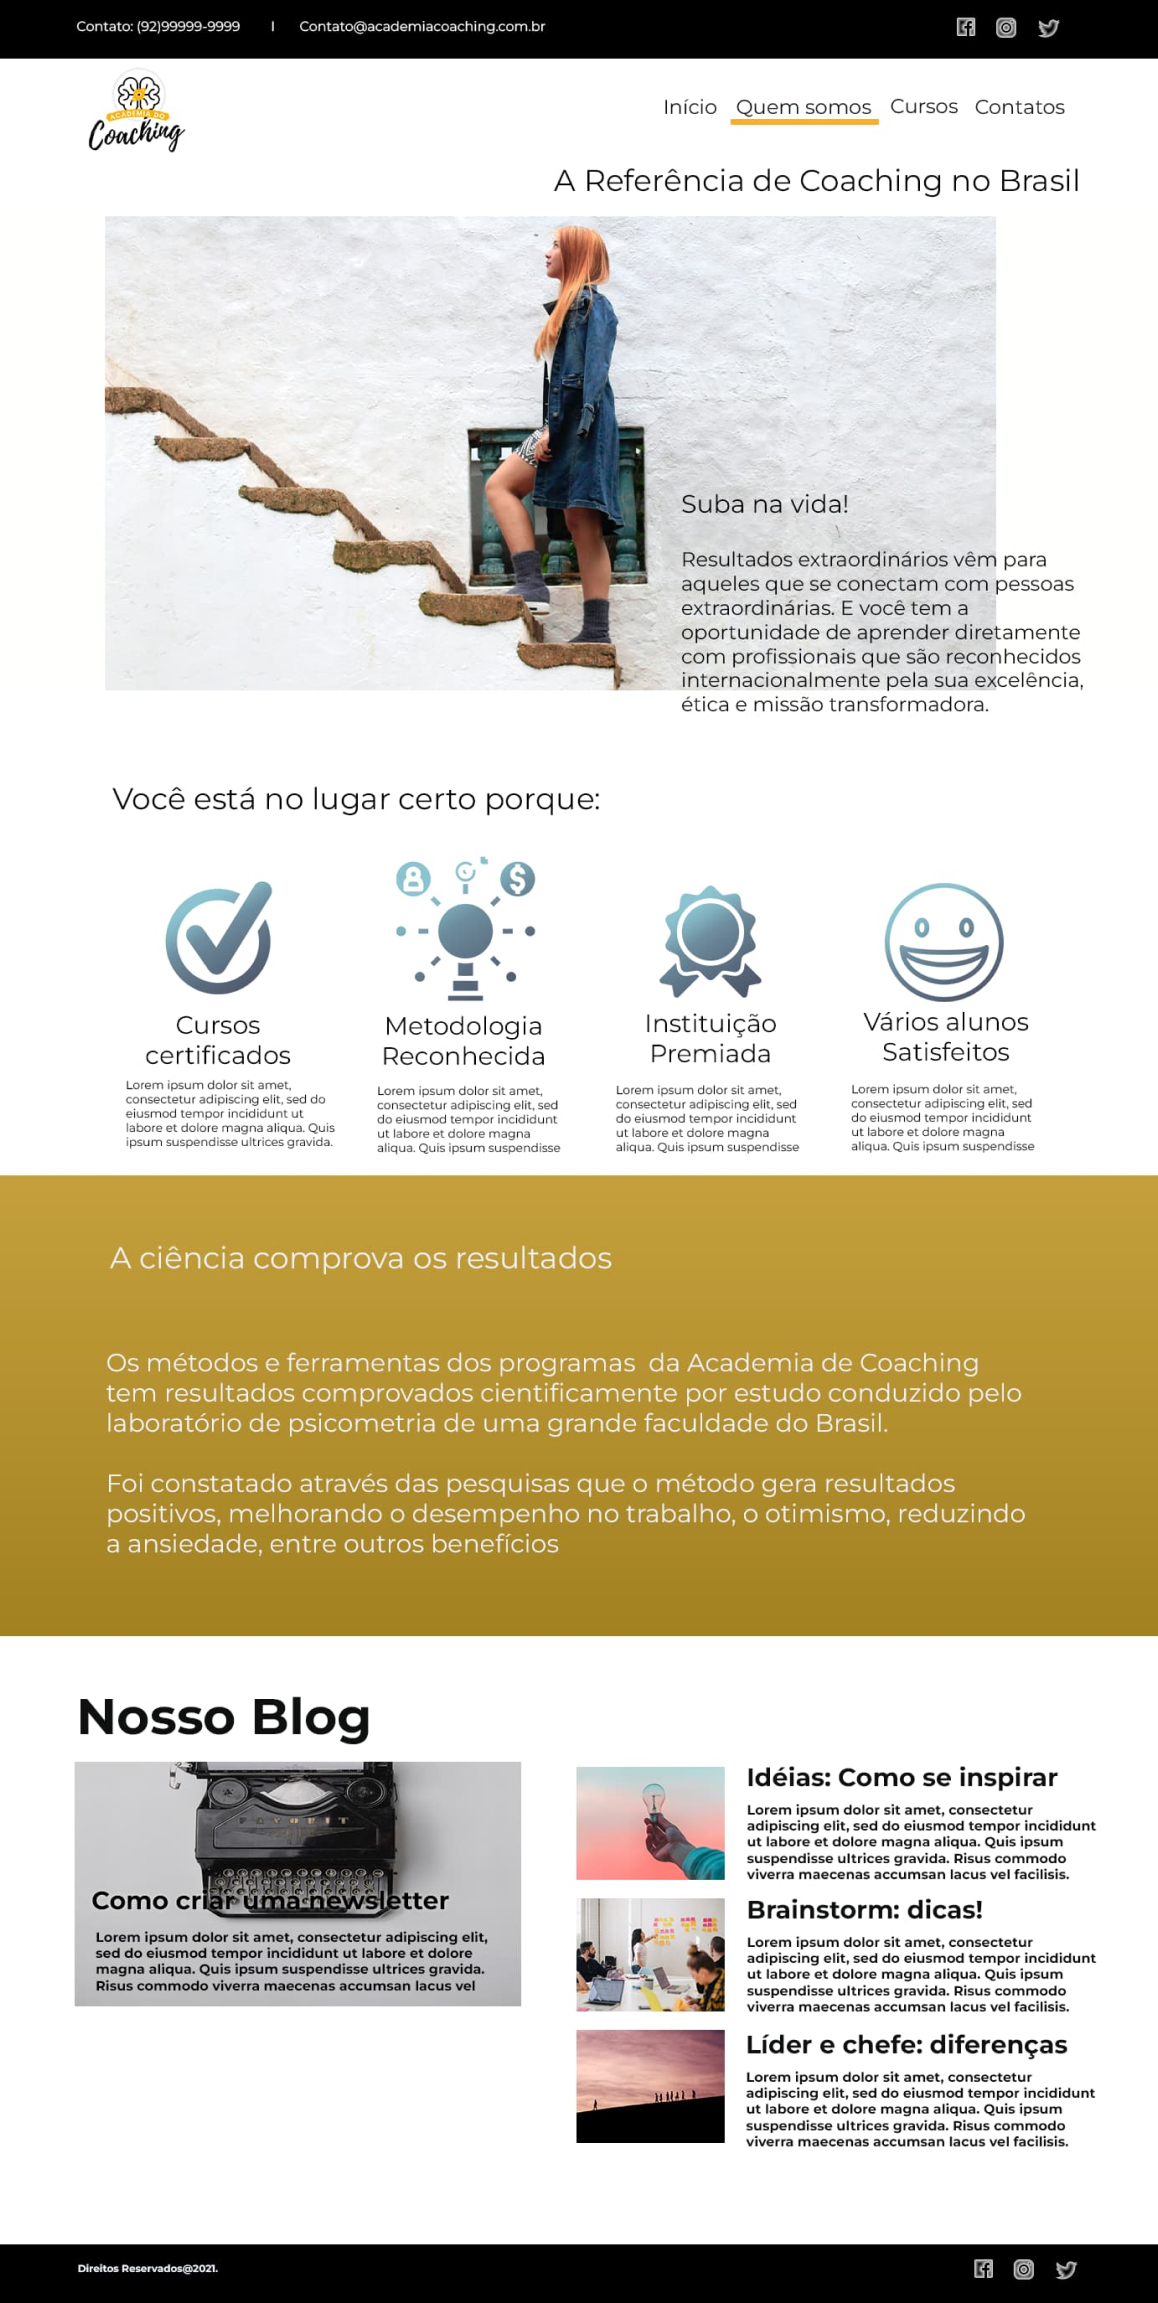 Contato: (92)99999-9999 | Contato@academiacoaching.com.br
ACADEMIA DO
Coaching
Início Quem somos Cursos Contatos
A Referência de Coaching no Brasil
Suba na vida!
Resultados extraordinários vêm para
aqueles que se conectam com pessoas
extraordinárias. E você tem a
oportunidade de aprender diretamente
com profissionais que são reconhecidos
internacionalmente pela sua excelência,
ética e missão transformadora.
Você está no lugar certo porque:
Cursos
certificados
Lorem ipsum dolor sit amet,
consectetur adipiscing elit, sed do
eiusmod tempor incididunt ut
labore et dolore magna aliqua. Quis
ipsum suspendisse ultrices gravida.
Metodologia
Reconhecida
Lorem ipsum dolor sit amet,
consectetur adipiscing elit, sed
do eiusmod tempor incididunt
ut labore et dolore magna
aliqua. Quis ipsum suspendisse
Instituição
Premiada
Lorem ipsum dolor sit amet,
consectetur adipiscing elit, sed
do eiusmod tempor incididunt
ut labore et dolore magna
aliqua. Quis ipsum suspendisse
Vários alunos
Satisfeitos
Lorem ipsum dolor sit amet,
consectetur adipiscing elit, sed
do eiusmod tempor incididunt
ut labore et dolore magna
aliqua. Quis ipsum suspendisse
A ciência comprova os resultados
Os métodos e ferramentas dos programas da Academia de Coaching
tem resultados comprovados cientificamente por estudo conduzido pelo
laboratório de psicometria de uma grande faculdade do Brasil.
Foi constatado através das pesquisas que o método gera resultados
positivos, melhorando o desempenho no trabalho, o otimismo, reduzindo
a ansiedade, entre outros benefícios
Nosso Blog
Como criar uma newsletter
Lorem ipsum dolor sit amet, consectetur adipiscing elit,
sed do eiusmod tempor incididunt ut labore et dolore
magna aliqua. Quis ipsum suspendisse ultrices gravida.
Risus commodo viverra maecenas accumsan lacus vel
Idéias: Como se inspirar
Lorem ipsum dolor sit amet, consectetur
adipiscing elit, sed do eiusmod tempor incididunt
ut labore et dolore magna aliqua. Quis ipsum
suspendisse ultrices gravida. Risus commodo
viverra maecenas accumsan lacus vel facilisis.
Brainstorm: dicas!
Lorem ipsum dolor sit amet, consectetur
adipiscing elit, sed do eiusmod tempor incididunt
ut labore et dolore magna aliqua. Quis ipsum
suspendisse ultrices gravida. Risus commodo
viverra maecenas accumsan lacus vel facilisis.
Líder e chefe: diferenças
Lorem ipsum dolor sit amet, consectetur
adipiscing elit, sed do eiusmod tempor incididunt
ut labore et dolore magna aliqua. Quis ipsum
suspendisse ultrices gravida. Risus commodo
viverra maecenas accumsan lacus vel facilisis.
Direitos Reservados@2021.